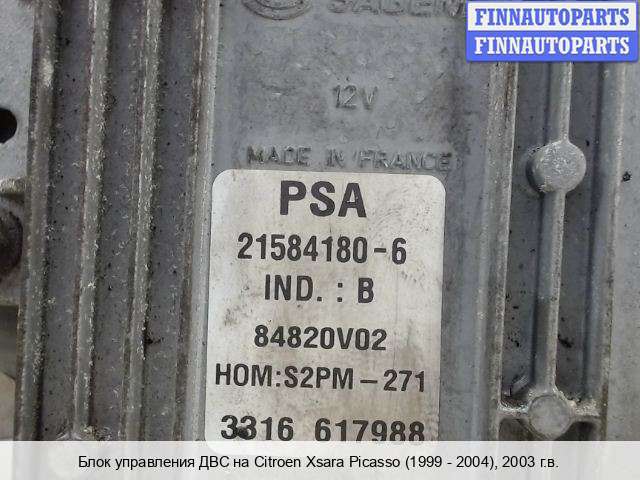 SAGEM
FINNAUTOPARTS
FINNAUTOPARTS
12V
MADE IN FRANCE
PSA
21584180-6
IND. : B
84820V02
HOM:S2PM-271
3316 617988
Блок управления ДВС на Citroen Xsara Picasso (1999 - 2004), 2003 г.в.